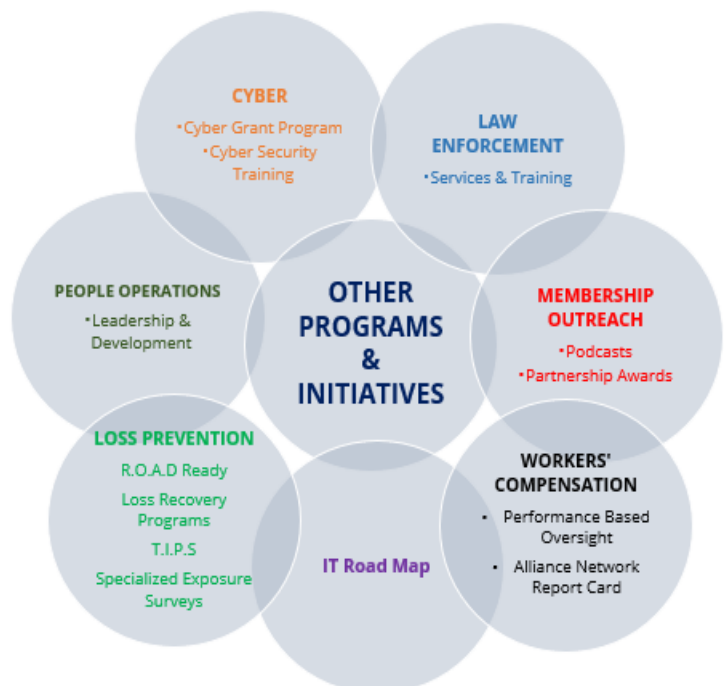 CYBER
•Cyber Grant Program
•Cyber Security
Training
LAW
ENFORCEMENT
•Services & Training
PEOPLE OPERATIONS
•Leadership &
Development
OTHER
PROGRAMS
&
INITIATIVES
MEMBERSHIP
OUTREACH
•Podcasts
•Partnership Awards
LOSS PREVENTION
R.O.A.D Ready
Loss Recovery
Programs
T.I.P.S
Specialized Exposure
Surveys
IT Road Map
WORKERS'
COMPENSATION
• Performance Based
Oversight
• Alliance Network
Report Card